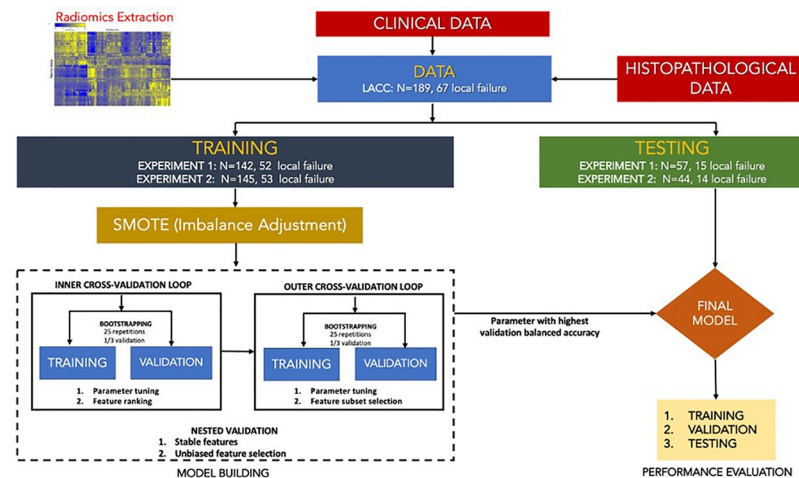 Radiomics Extraction
CLINICAL DATA
DATA
LACC: N=189, 67 local failure
HISTOPATHOLOGICAL
DATA
TRAINING
EXPERIMENT 1: N=142, 52 local failure
EXPERIMENT 2: N=145, 53 local failure
TESTING
EXPERIMENT 1: N=57, 15 local failure
EXPERIMENT 2: N=44, 14 local failure
SMOTE (Imbalance Adjustment)
INNER CROSS-VALIDATION LOOP
BOOTSTRAPPING
25 repetitions
1/3 validation
TRAINING
VALIDATION
1. Parameter tuning
2. Feature ranking
OUTER CROSS-VALIDATION LOOP
BOOTSTRAPPING
25 repetitions
1/3 validation
TRAINING
VALIDATION
1. Parameter tuning
2. Feature subset selection
NESTED VALIDATION
1. Stable features
2. Unbiased feature selection
MODEL BUILDING
Parameter with highest
validation balanced accuracy
FINAL
MODEL
1. TRAINING
2. VALIDATION
3. TESTING
PERFORMANCE EVALUATION